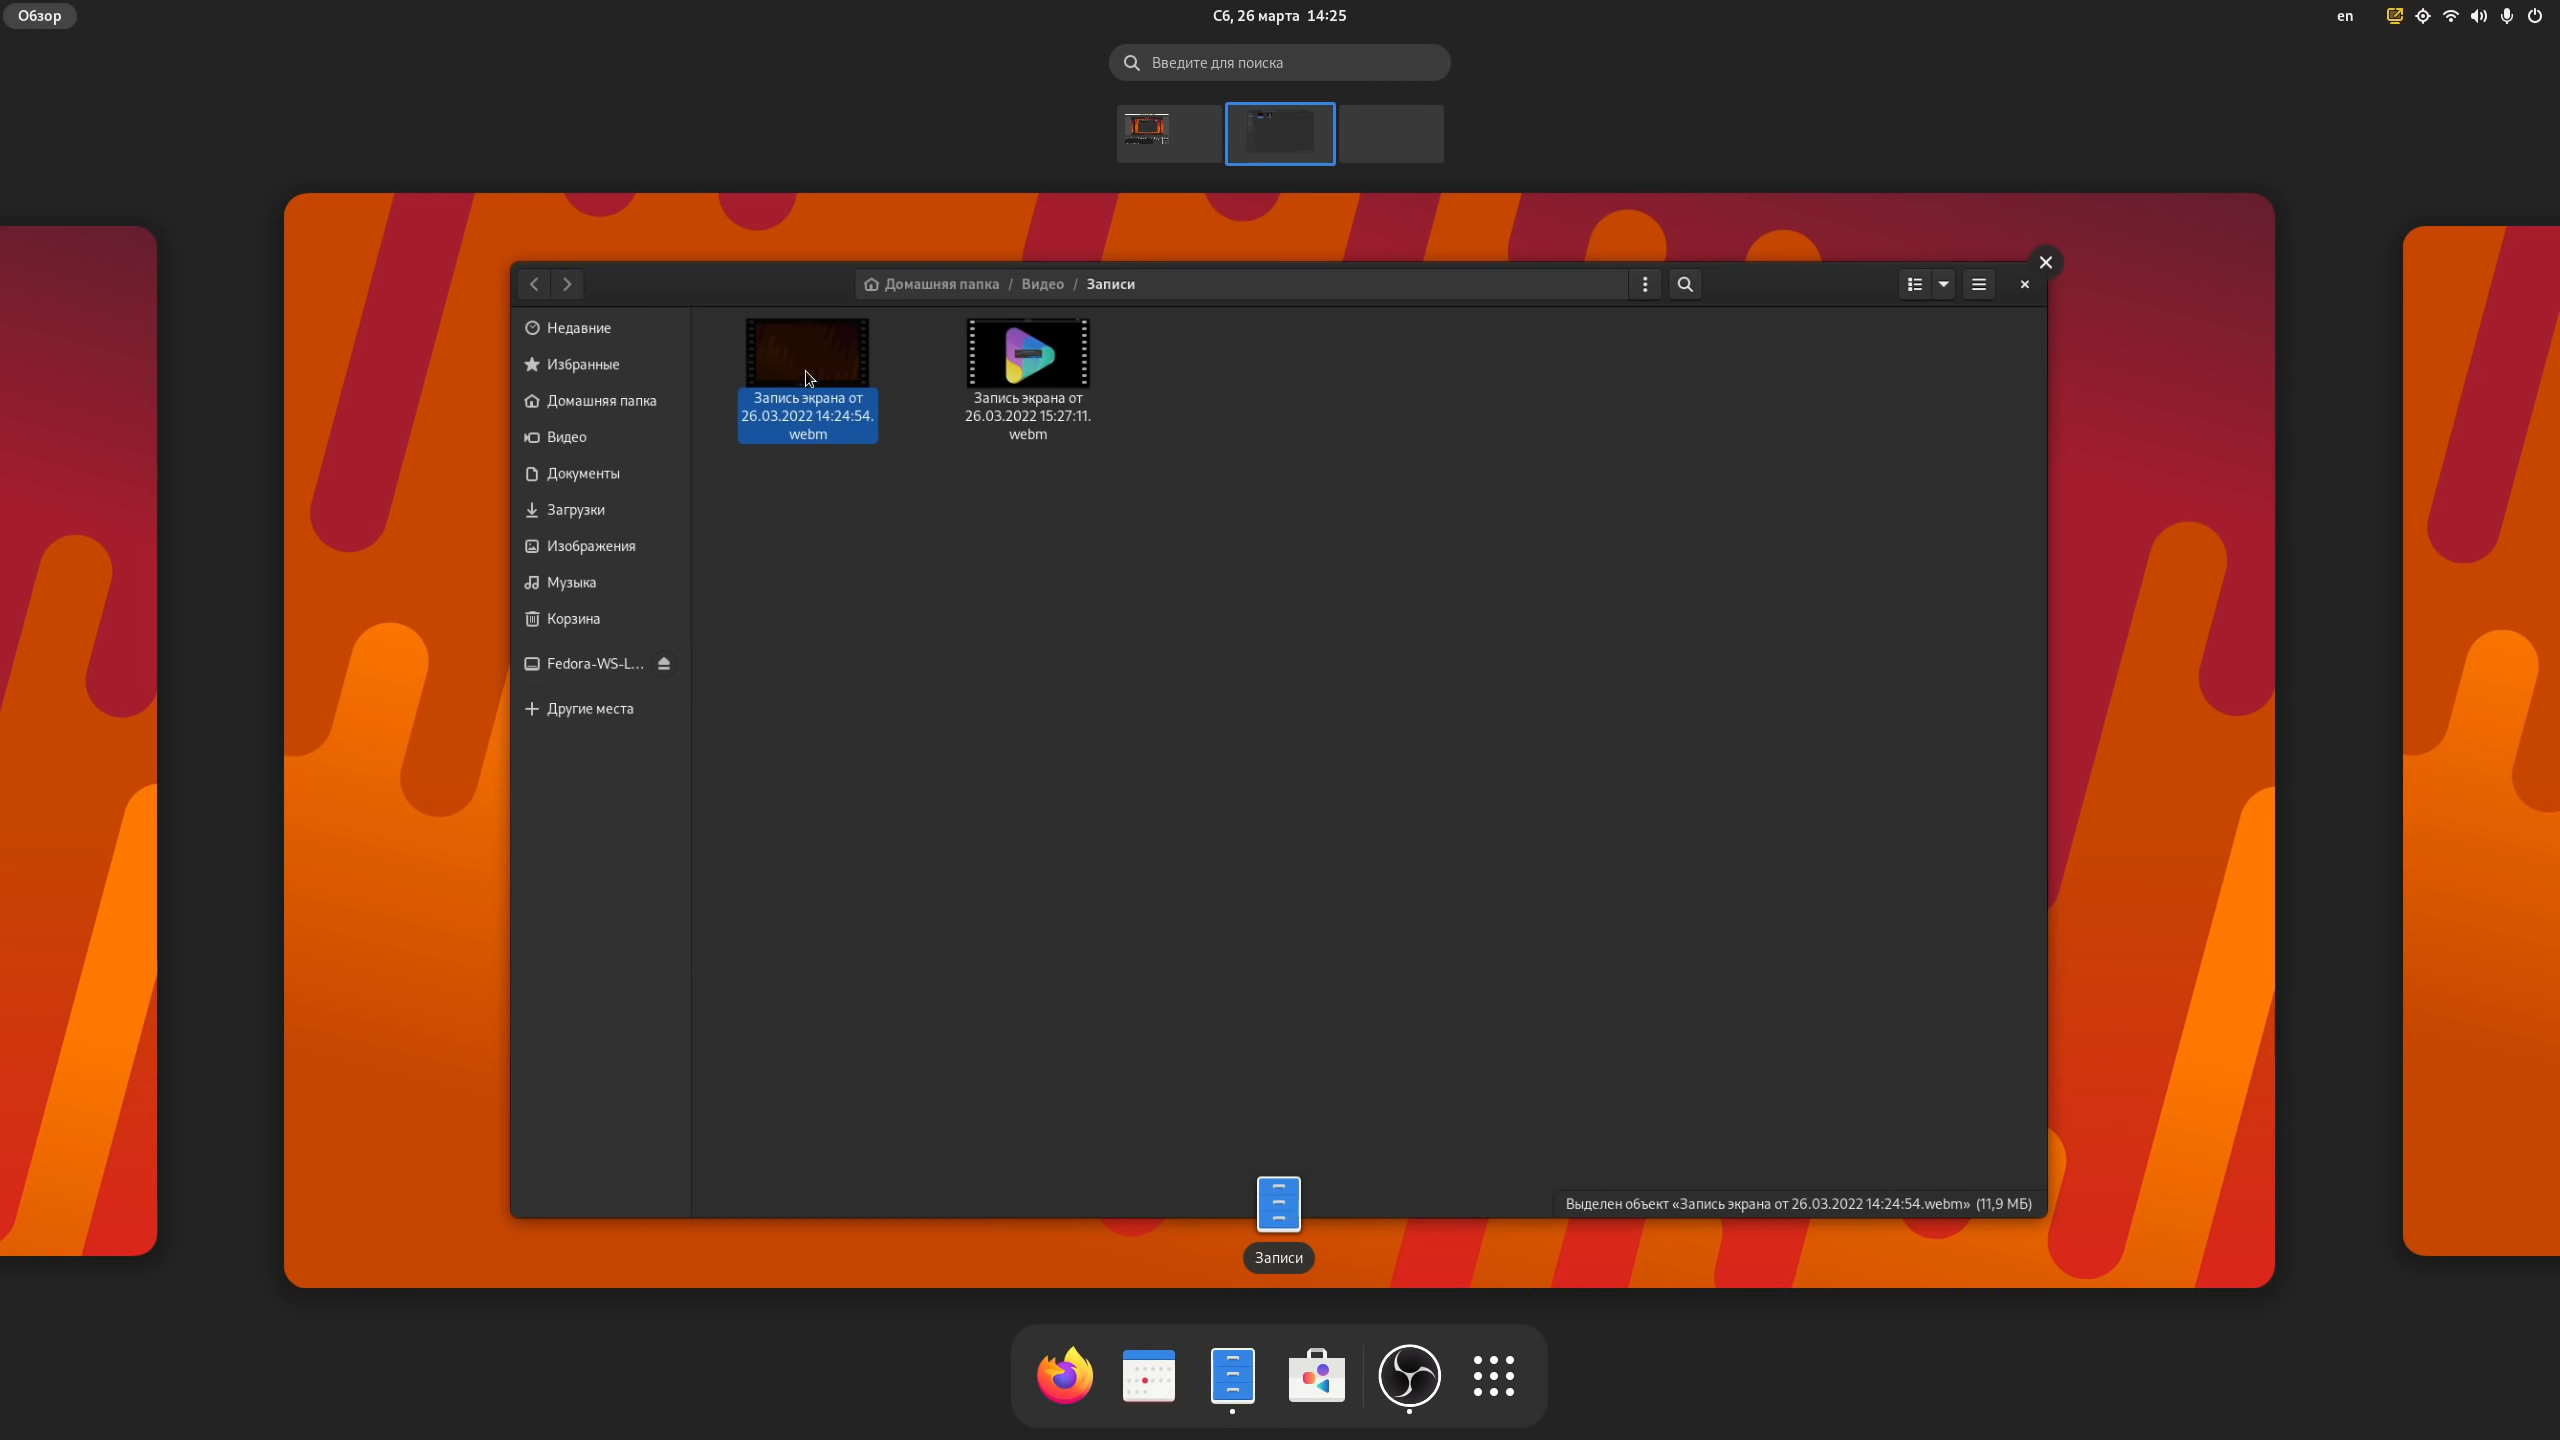 Обзор
Сб, 26 марта 14:25
en
Введите для поиска
Домашняя папка / Видео / Записи
Недавние
Избранные
Домашняя папка
Видео
Документы
Загрузки
Изображения
Музыка
Корзина
Fedora-WS-L...
Другие места
Запись экрана от
26.03.2022 14:24:54.
webm
Запись экрана от
26.03.2022 15:27:11.
webm
Выделен объект «Запись экрана от 26.03.2022 14:24:54.webm» (11,9 МБ)
Записи